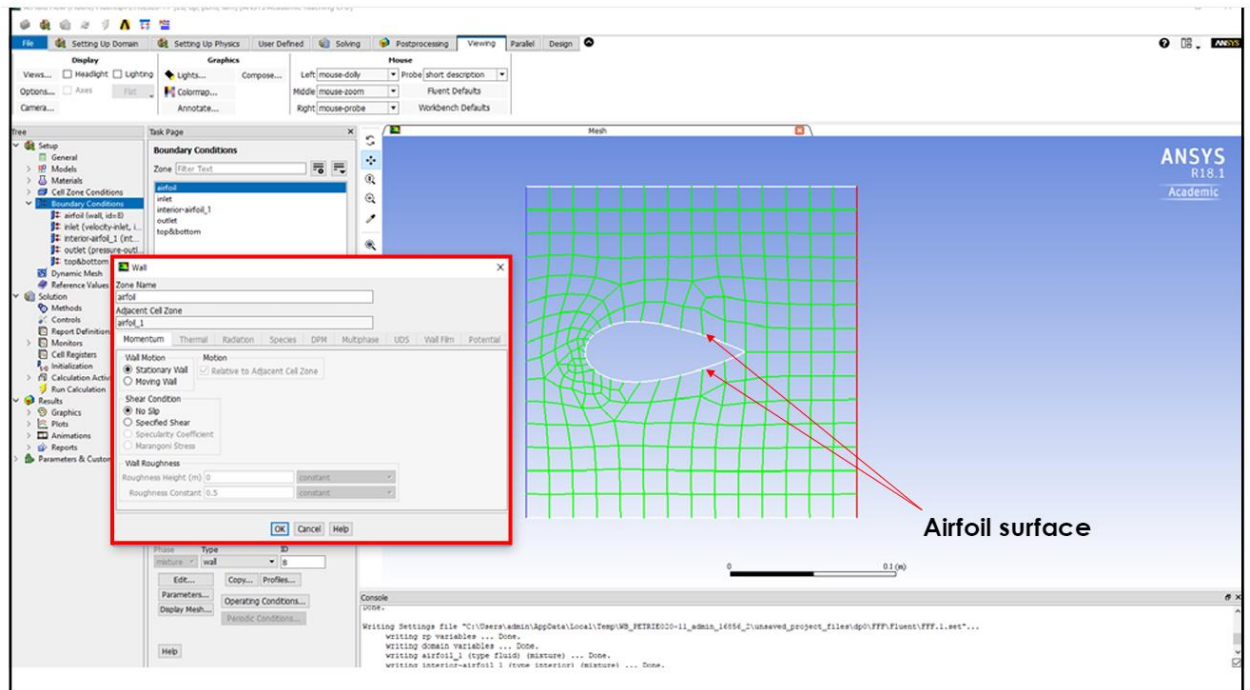 File Setting Up Domain Setting Up Physics User Defined Solving Postprocessing Viewing Parallel Design ANSYS
Display Graphics Mouse
Views... Headlight Lighting Lights... Compose... Left mouse-dolly Probe short description
Options... Axes Flat Colormap... Middle mouse-zoom Fluent Defaults
Camera... Annotate... Right mouse-probe Workbench Defaults
Tree
Setup
General
Models
Materials
Cell Zone Conditions
Boundary Conditions
airfoil (wall, id=8)
inlet (velocity-inlet, i...
interior-airfoil_1 (int...
outlet (pressure-outl...
top&bottom
Dynamic Mesh
Reference Values
Solution
Methods
Controls
Report Definition
Monitors
Cell Registers
Initialization
Calculation Activ
Run Calculation
Results
Graphics
Plots
Animations
Reports
Parameters & Custom
Task Page
Boundary Conditions
Zone Filter Text
airfoil
inlet
interior-airfoil_1
outlet
top&bottom
Wall
Zone Name
airfoil
Adjacent Cell Zone
airfoil_1
Momentum Thermal Radiation Species DPM Multiphase UDS Wall Film Potential
Wall Motion Motion
Stationary Wall Relative to Adjacent Cell Zone
Moving Wall
Shear Condition
No Slip
Specified Shear
Specularity Coefficient
Marangoni Stress
Wall Roughness
Roughness Height (m) 0 constant
Roughness Constant 0.5 constant
OK Cancel Help
Phase Type ID
mixture wall 8
Edit... Copy... Profiles...
Parameters... Operating Conditions...
Display Mesh... Periodic Conditions...
Help
Mesh
ANSYS
R18.1
Academic
Airfoil surface
0 0.1 (m)
Console
Done.
Writing Settings file "C:\Users\admin\AppData\Local\Temp\WB_PETRIE020-11_admin_16856_2\unsaved_project_files\dp0\FFF\Fluent\FFF.1.set"...
writing rp variables ... Done.
writing domain variables ... Done.
writing airfoil_1 (type fluid) (mixture) ... Done.
writing interior-airfoil_1 (type interior) (mixture) ... Done.